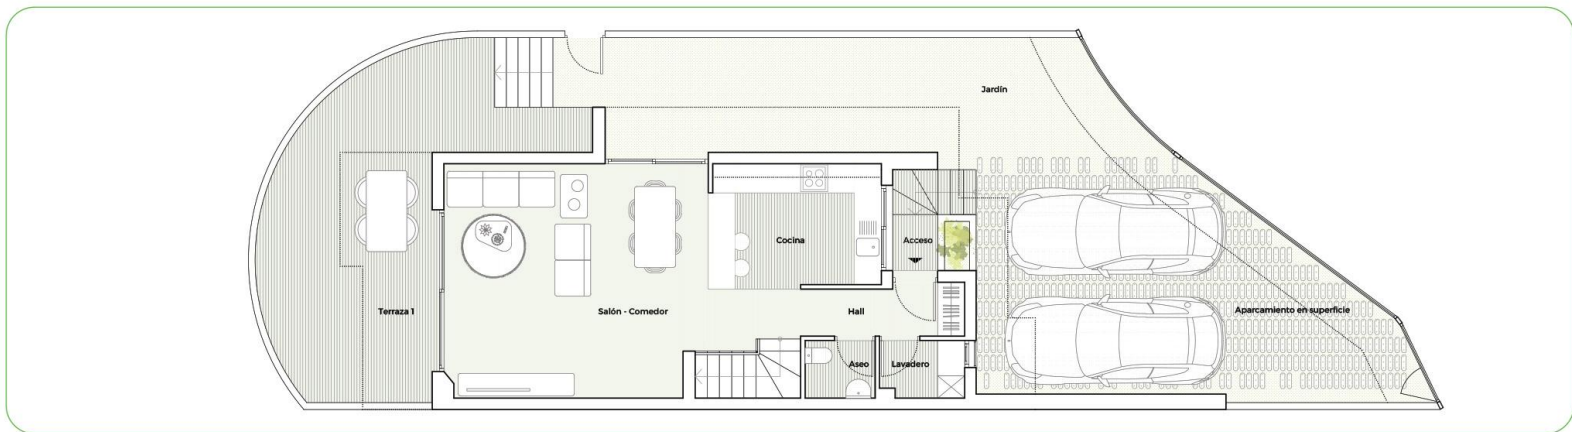 Jardín
Cocina
Acceso
Terraza 1
Salón - Comedor
Hall
Aparcamiento en superficie
Aseo
Lavadero